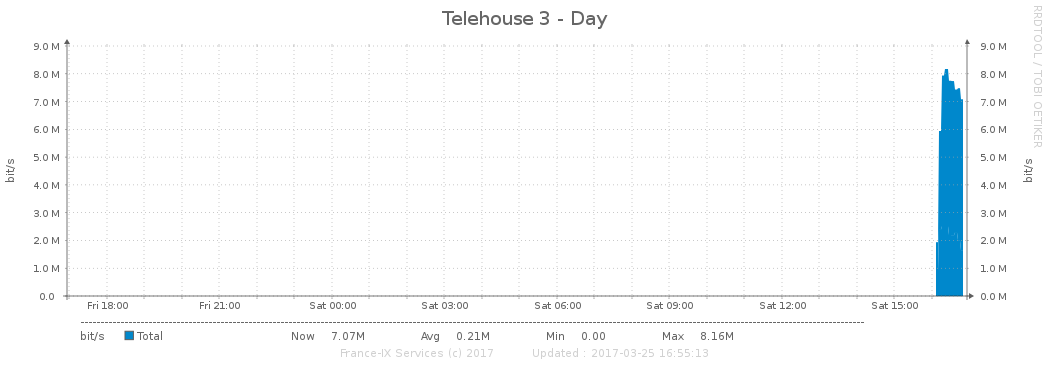 Telehouse 3 - Day
RRDTOOL / TOBI OETIKER
bit/s
9.0 M 9.0 M
8.0 M 8.0 M
7.0 M 7.0 M
6.0 M 6.0 M
5.0 M 5.0 M
4.0 M 4.0 M
3.0 M 3.0 M
2.0 M 2.0 M
1.0 M 1.0 M
0.0 0.0 M
bit/s
Fri 18:00 Fri 21:00 Sat 00:00 Sat 03:00 Sat 06:00 Sat 09:00 Sat 12:00 Sat 15:00
bit/s Total Now 7.07M Avg 0.21M Min 0.00 Max 8.16M
France-IX Services (c) 2017 Updated : 2017-03-25 16:55:13